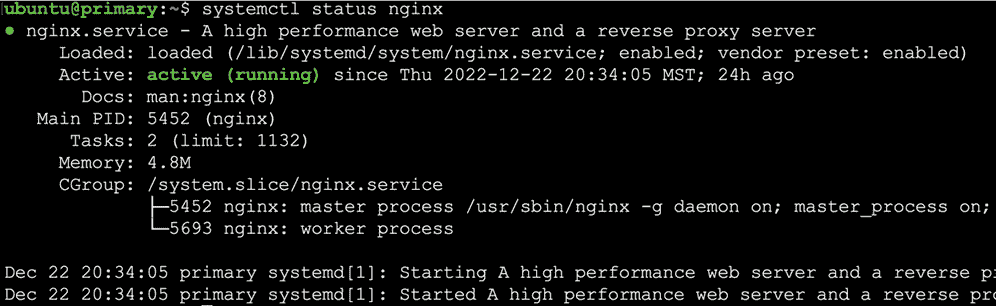 ubuntu@primary:~$ systemctl status nginx
● nginx.service - A high performance web server and a reverse proxy server
Loaded: loaded (/lib/systemd/system/nginx.service; enabled; vendor preset: enabled)
Active: active (running) since Thu 2022-12-22 20:34:05 MST; 24h ago
Docs: man:nginx(8)
Main PID: 5452 (nginx)
Tasks: 2 (limit: 1132)
Memory: 4.8M
CGroup: /system.slice/nginx.service
├─5452 nginx: master process /usr/sbin/nginx -g daemon on; master_process on;
└─5693 nginx: worker process
Dec 22 20:34:05 primary systemd[1]: Starting A high performance web server and a reverse
Dec 22 20:34:05 primary systemd[1]: Started A high performance web server and a reverse